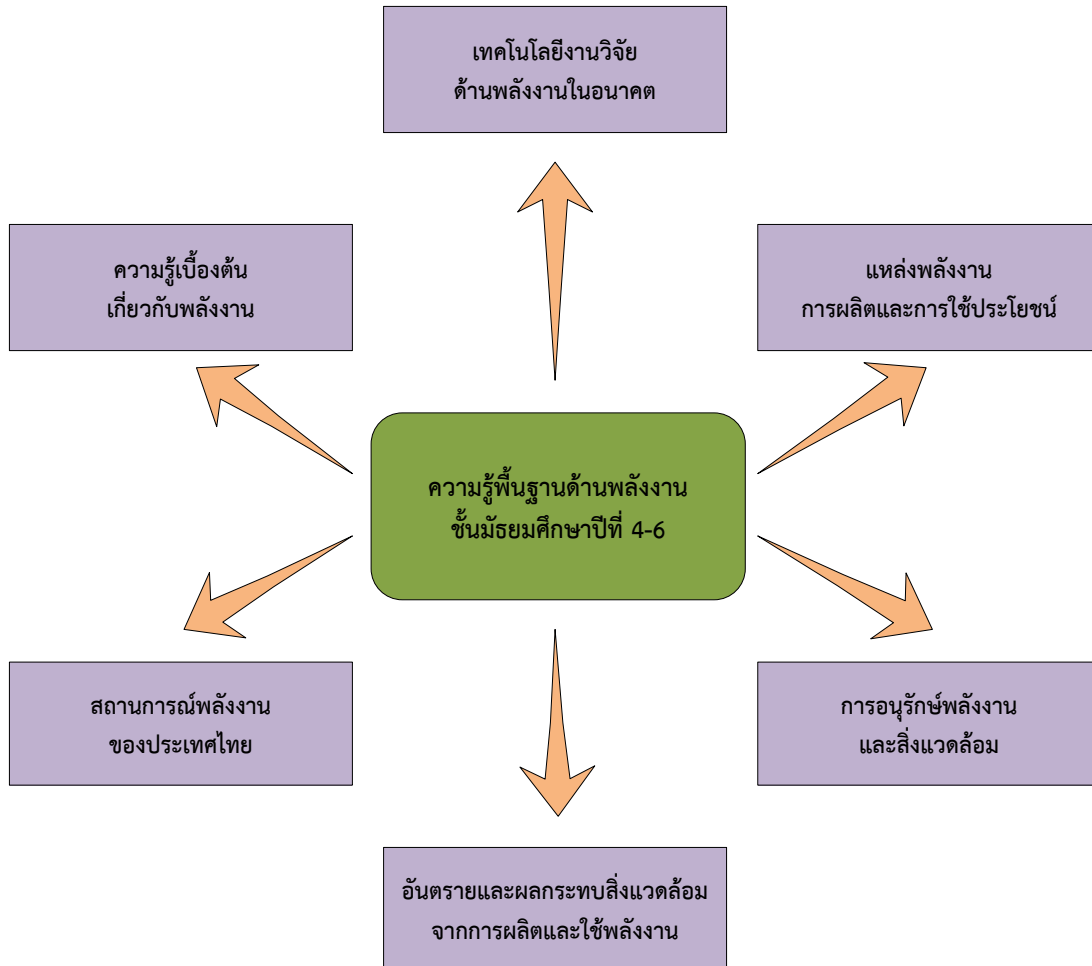 เทคโนโลยีงานวิจัย
ด้านพลังงานในอนาคต
ความรู้เบื้องต้น
เกี่ยวกับพลังงาน
แหล่งพลังงาน
การผลิตและการใช้ประโยชน์
ความรู้พื้นฐานด้านพลังงาน
ชั้นมัธยมศึกษาปีที่ 4-6
สถานการณ์พลังงาน
ของประเทศไทย
การอนุรักษ์พลังงาน
และสิ่งแวดล้อม
อันตรายและผลกระทบสิ่งแวดล้อม
จากการผลิตและใช้พลังงาน